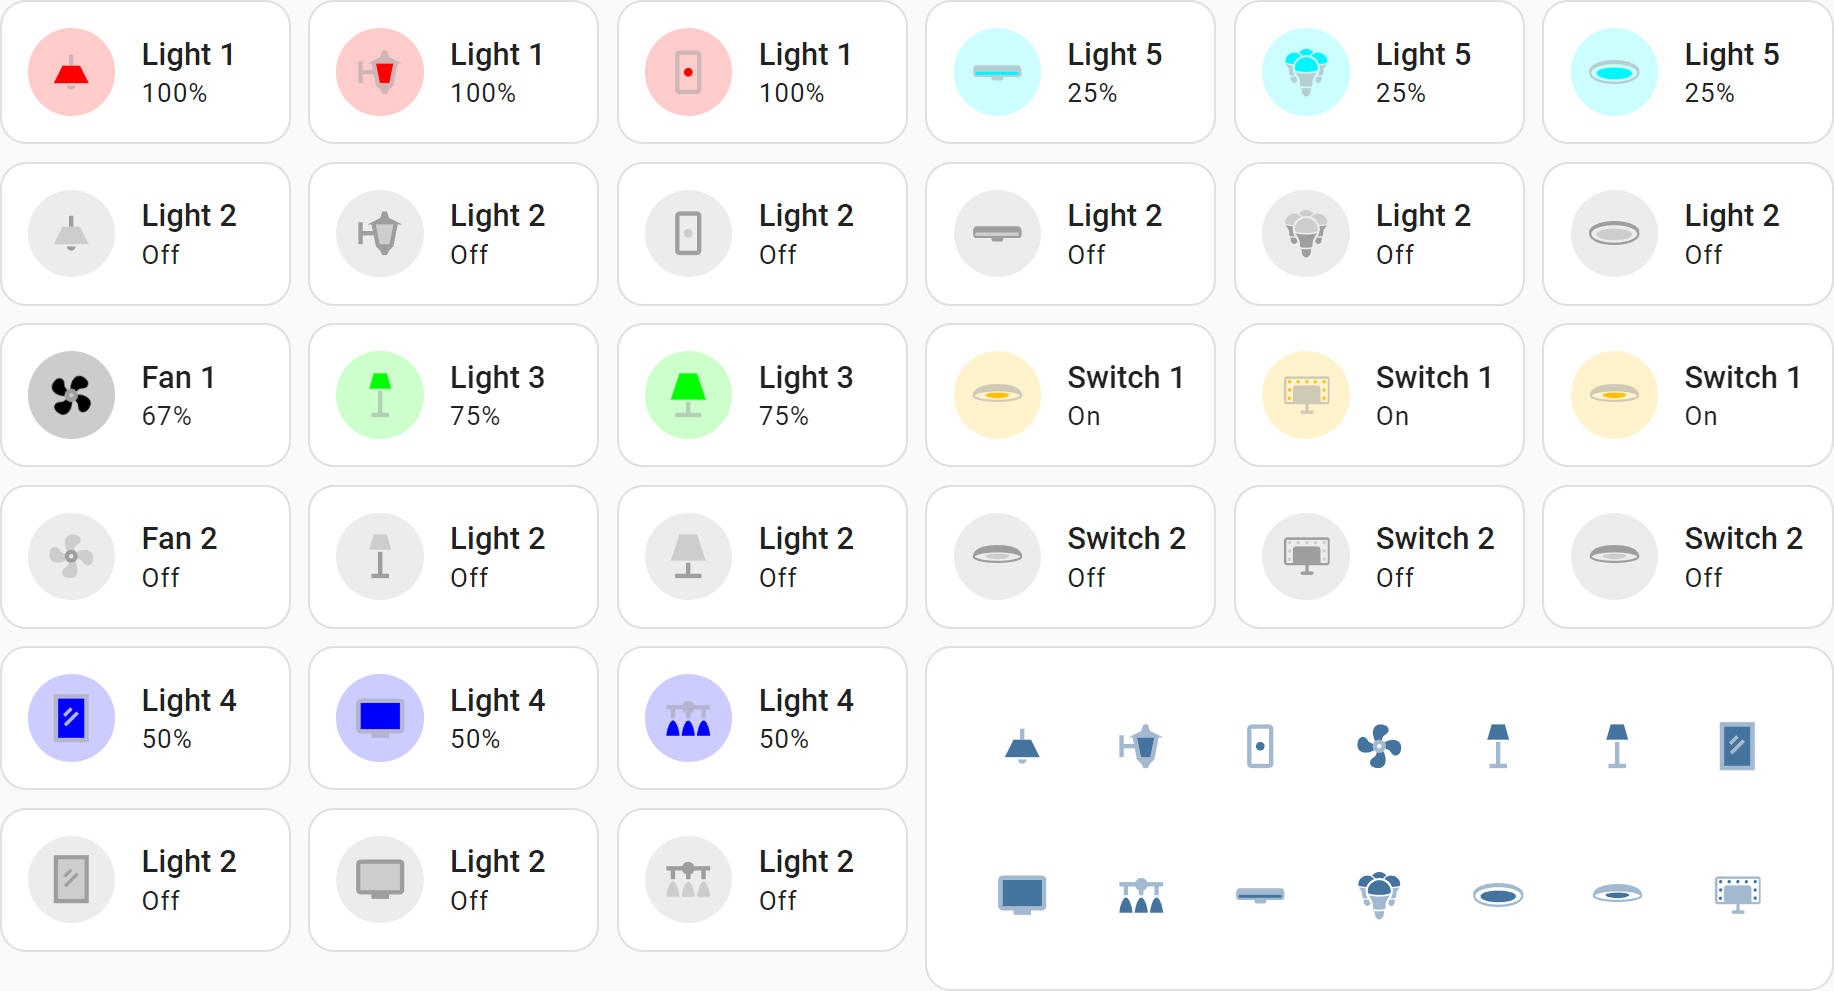 Light 1
100%
Light 1
100%
Light 1
100%
Light 5
25%
Light 5
25%
Light 5
25%
Light 2
Off
Light 2
Off
Light 2
Off
Light 2
Off
Light 2
Off
Light 2
Off
Fan 1
67%
Light 3
75%
Light 3
75%
Switch 1
On
Switch 1
On
Switch 1
On
Fan 2
Off
Light 2
Off
Light 2
Off
Switch 2
Off
Switch 2
Off
Switch 2
Off
Light 4
50%
Light 4
50%
Light 4
50%
Light 2
Off
Light 2
Off
Light 2
Off